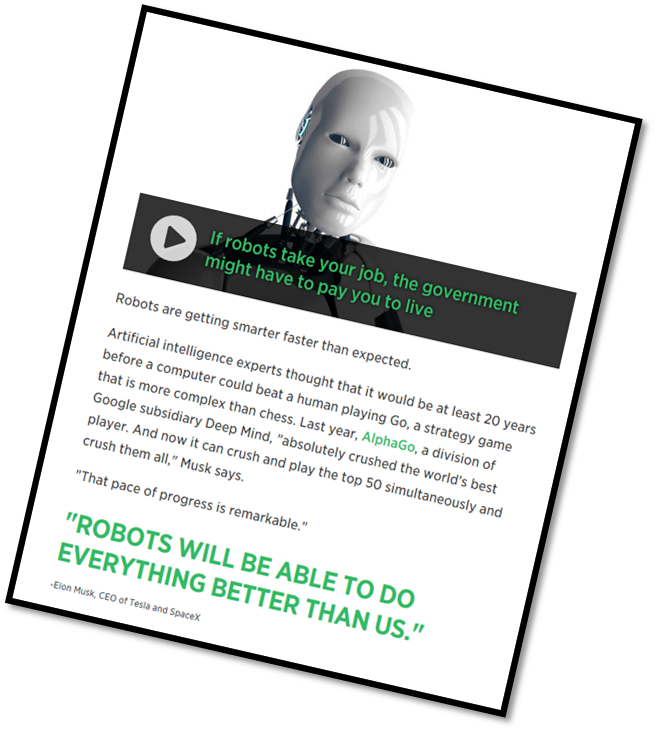 If robots take your job, the government
might have to pay you to live
Robots are getting smarter faster than expected.
Artificial intelligence experts thought that it would be at least 20 years
before a computer could beat a human playing Go, a strategy game
that is more complex than chess. Last year, AlphaGo, a division of
Google subsidiary Deep Mind, "absolutely crushed the world's best
player. And now it can crush and play the top 50 simultaneously and
crush them all," Musk says.
"That pace of progress is remarkable."
"ROBOTS WILL BE ABLE TO DO
EVERYTHING BETTER THAN US."
-Elon Musk, CEO of Tesla and SpaceX